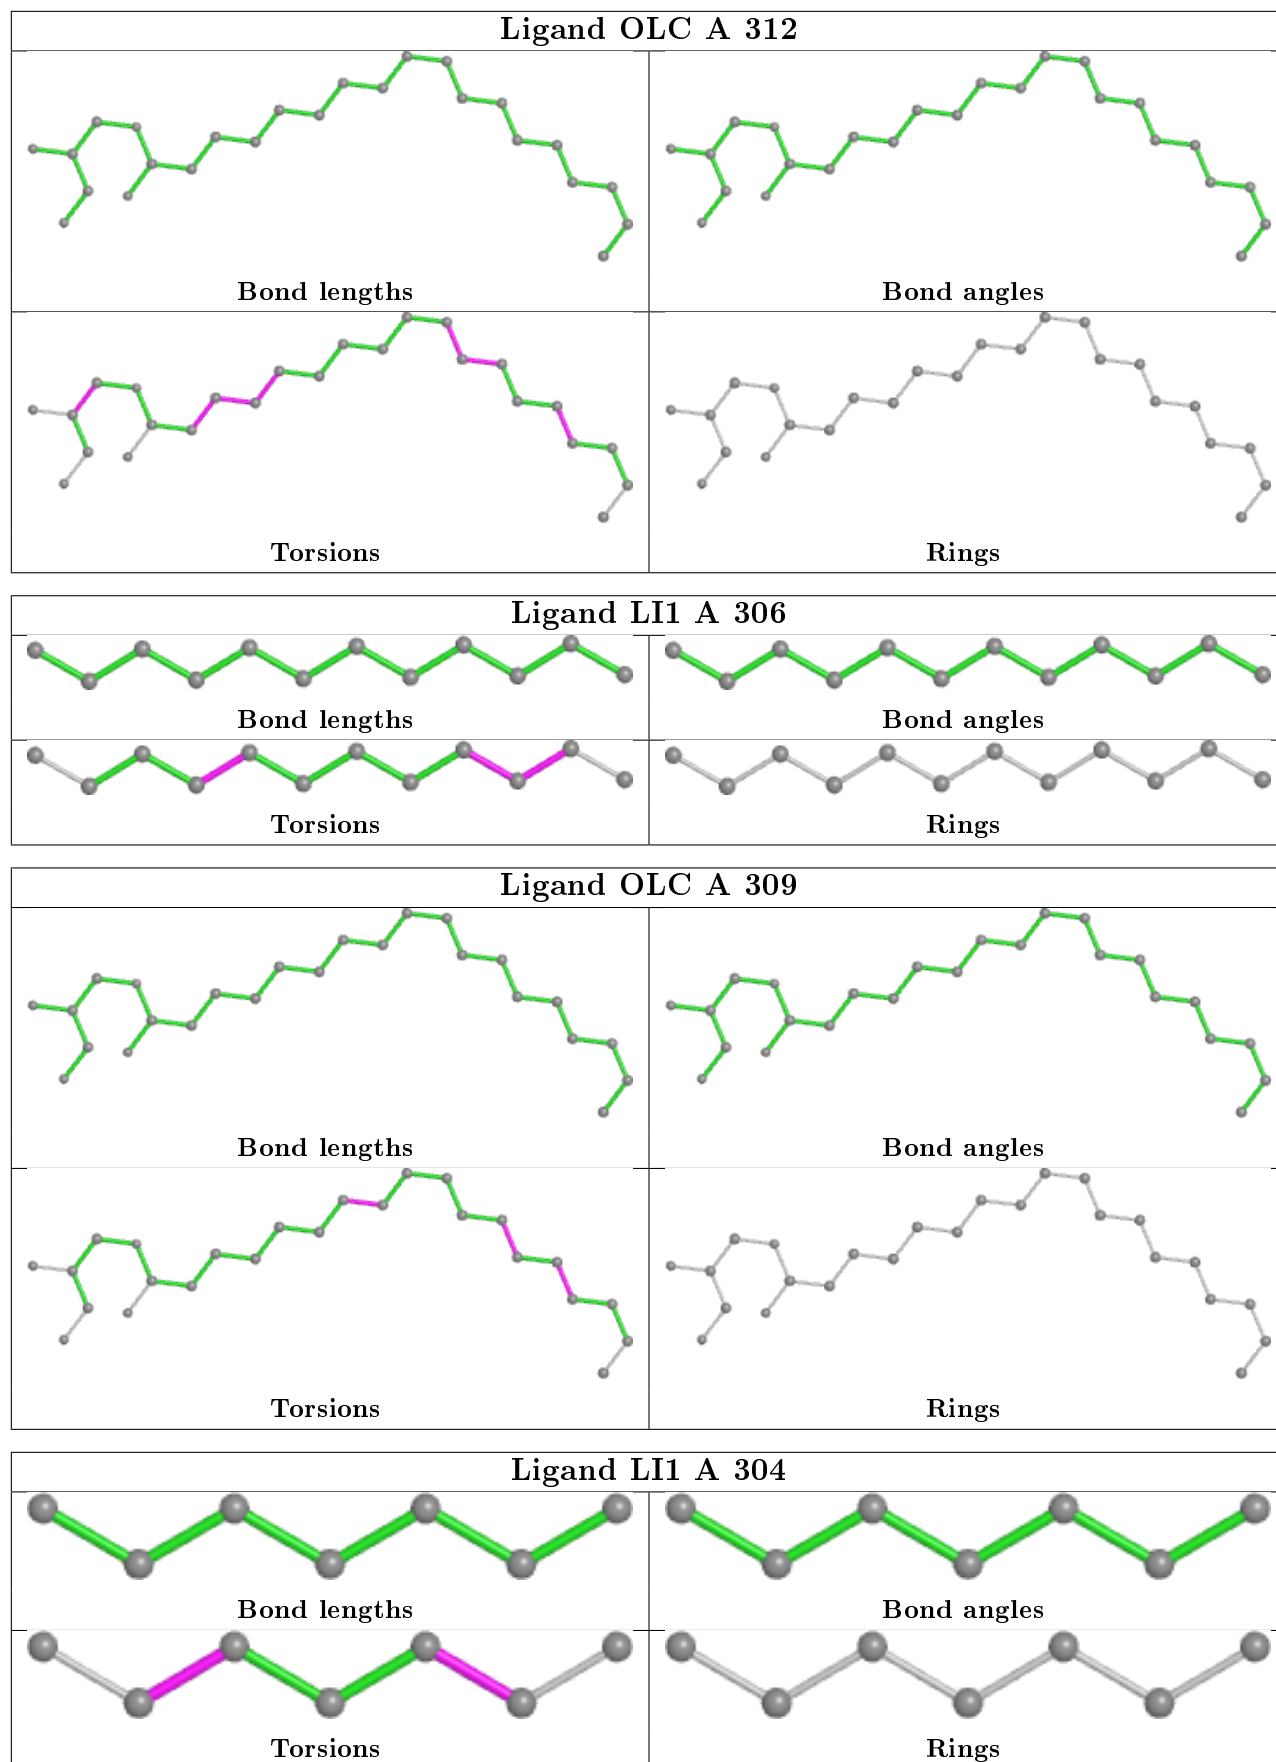 Ligand OLC A 312
Bond lengths
Bond angles
Torsions
Rings
Ligand LI1 A 306
Bond lengths
Bond angles
Torsions
Rings
Ligand OLC A 309
Bond lengths
Bond angles
Torsions
Rings
Ligand LI1 A 304
Bond lengths
Bond angles
Torsions
Rings